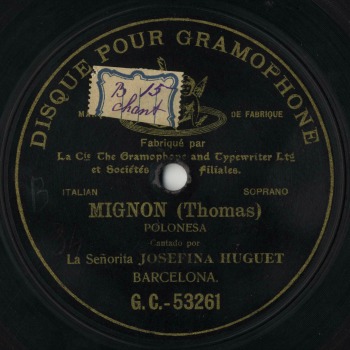 DISQUE POUR GRAMOPHONE
B 15
chant
DE FABRIQUE
Fabriqué par
La Cie The Gramophone and Typewriter Ltd
et Sociétés Filiales.
ITALIAN SOPRANO
MIGNON (Thomas)
POLONESA
Cantado por
La Señorita JOSEFINA HUGUET
BARCELONA.
G.C.-53261